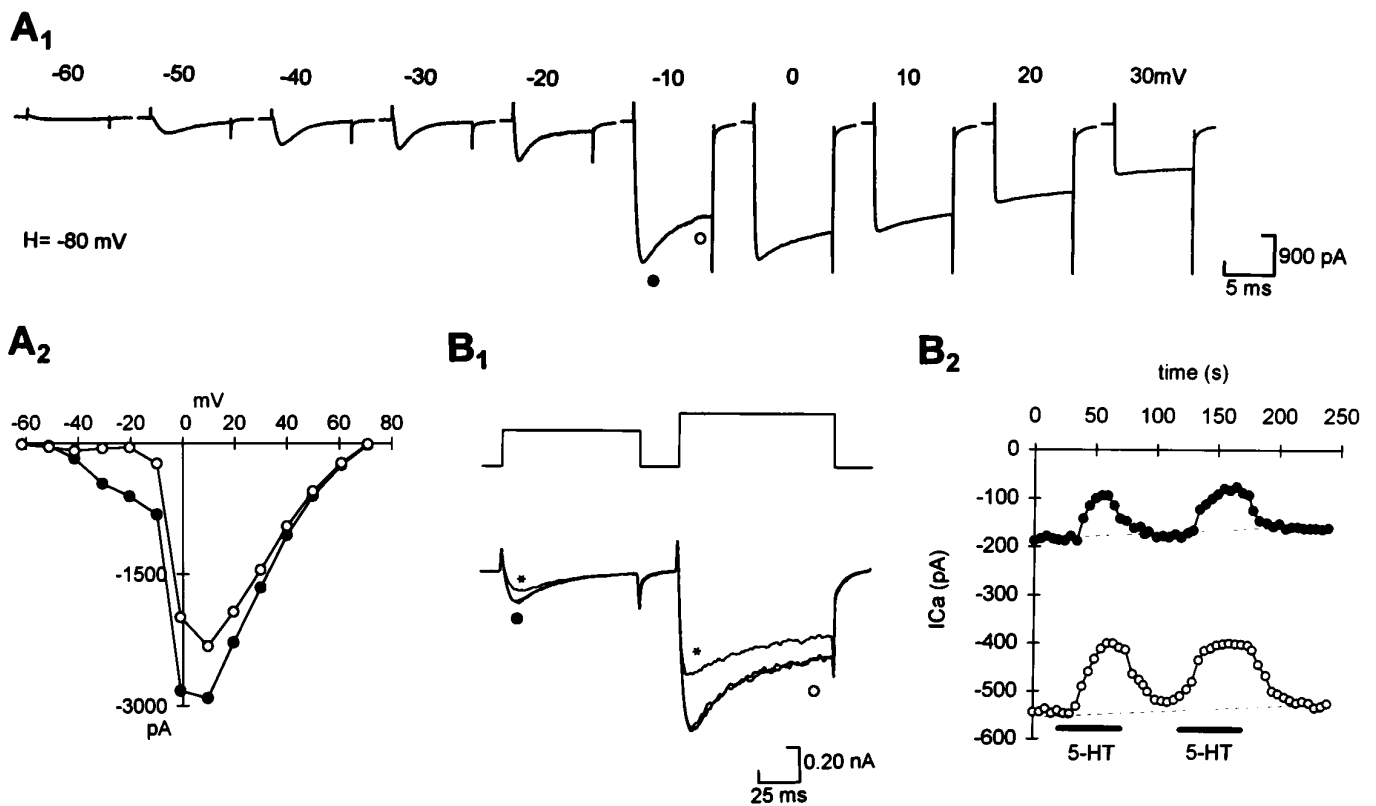 A1
-60 -50 -40 -30 -20 -10 0 10 20 30mV
H= -80 mV
900 pA
5 ms
A2
mV
-60 -40 -20 0 20 40 60 80
-1500
-3000
pA
B1
*
*
0.20 nA
25 ms
B2
time (s)
0 50 100 150 200 250
0
-100
-200
-300
-400
-500
-600
ICa (pA)
5-HT 5-HT